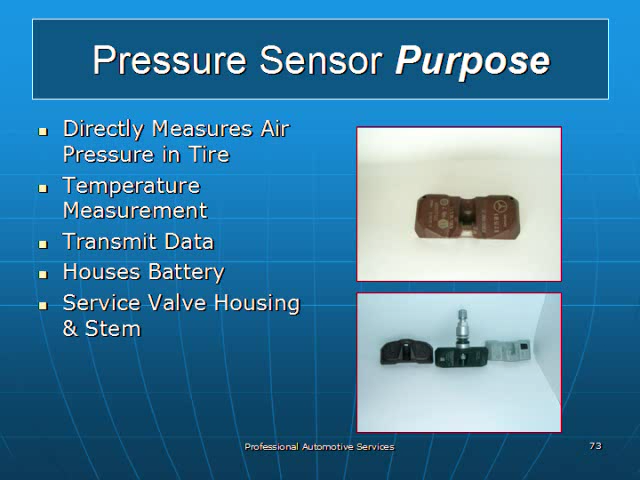 Pressure Sensor Purpose
Directly Measures Air
Pressure in Tire
Temperature
Measurement
Transmit Data
Houses Battery
Service Valve Housing
& Stem
Professional Automotive Services
73